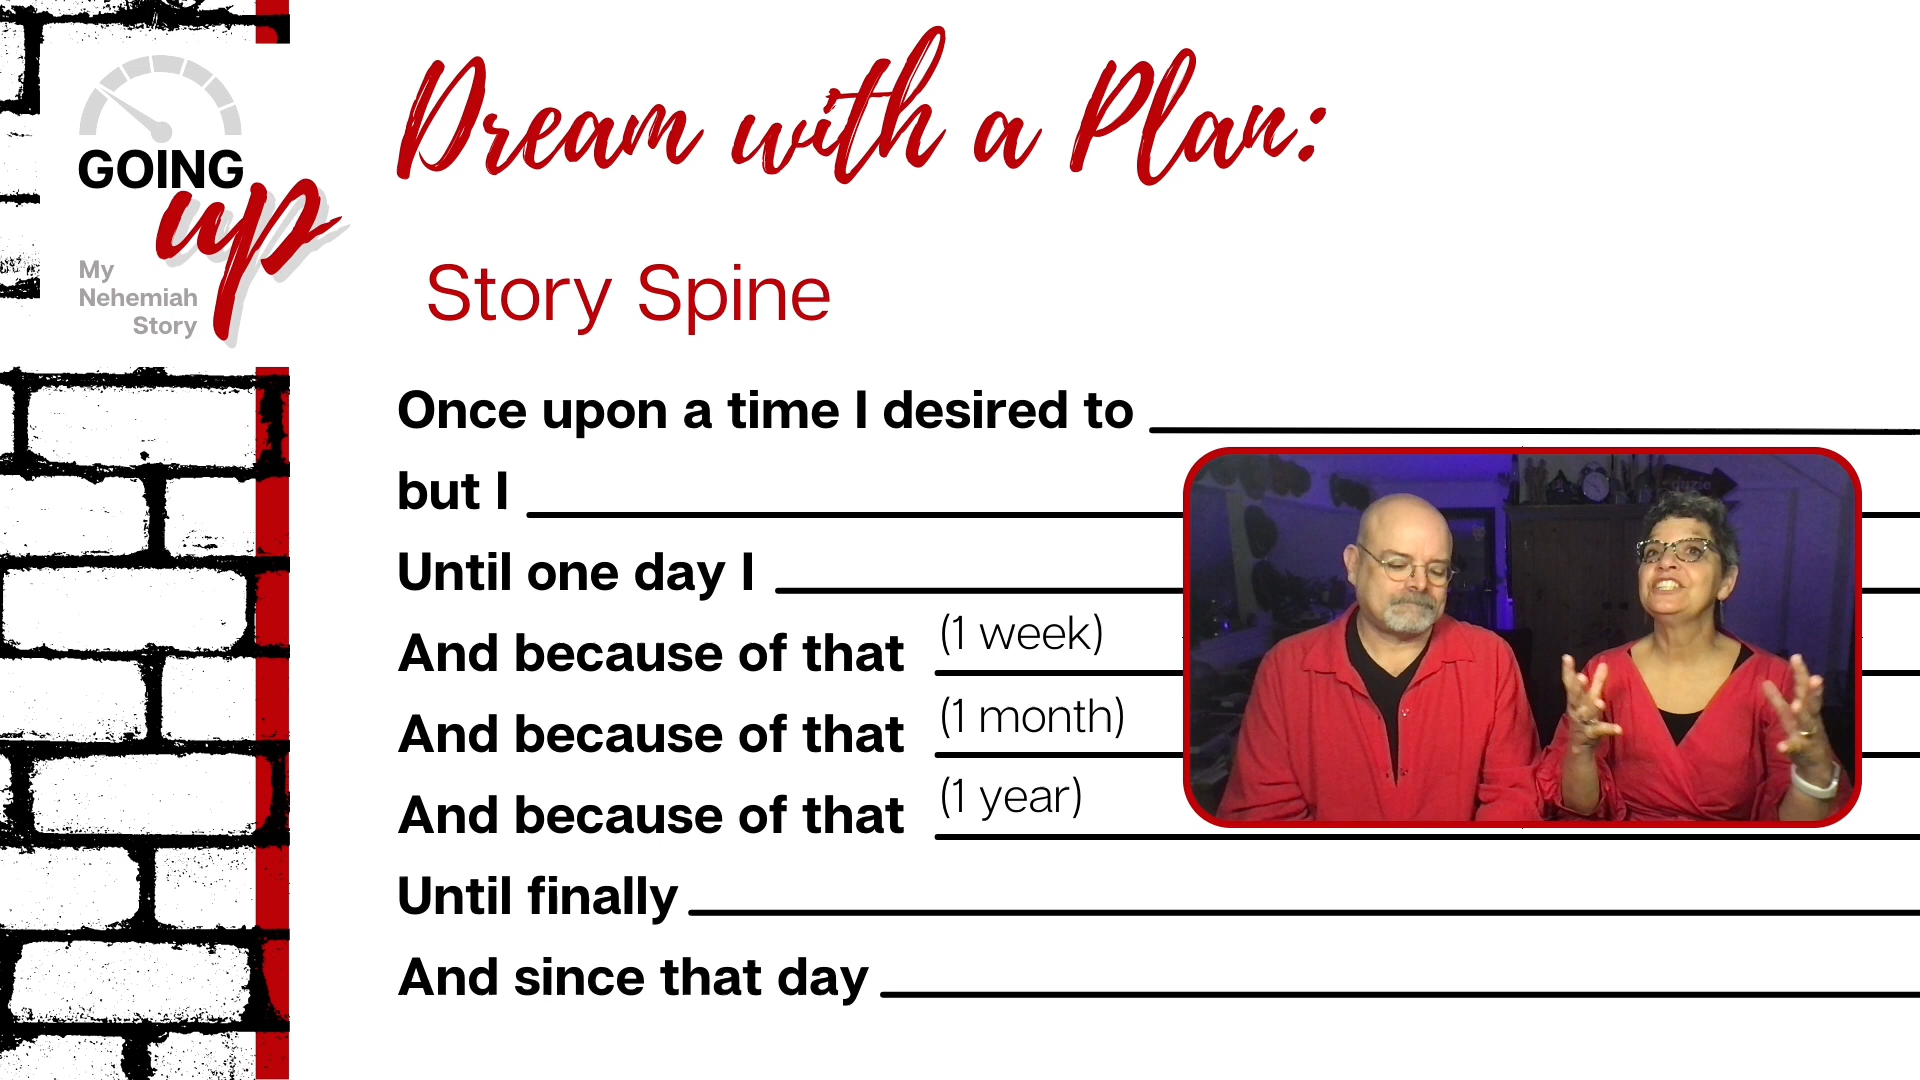 GOING
up
My
Nehemiah
Story
Dream with a Plan:
Story Spine
Once upon a time I desired to
but I
Until one day I
And because of that (1 week)
And because of that (1 month)
And because of that (1 year)
Until finally
And since that day